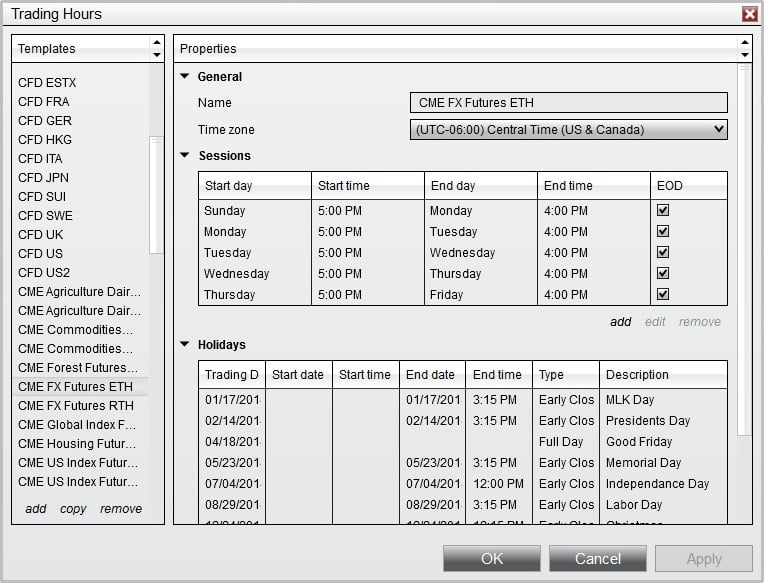 Trading Hours
Templates
CFD ESTX
CFD FRA
CFD GER
CFD HKG
CFD ITA
CFD JPN
CFD SUI
CFD SWE
CFD UK
CFD US
CFD US2
CME Agriculture Dair...
CME Agriculture Dair...
CME Commodities...
CME Commodities...
CME Forest Futures...
CME FX Futures ETH
CME FX Futures RTH
CME Global Index F...
CME Housing Futur...
CME US Index Futur...
CME US Index Futur...
add copy remove
Properties
General
Name CME FX Futures ETH
Time zone (UTC-06:00) Central Time (US & Canada)
Sessions
Start day Start time End day End time EOD
Sunday 5:00 PM Monday 4:00 PM
Monday 5:00 PM Tuesday 4:00 PM
Tuesday 5:00 PM Wednesday 4:00 PM
Wednesday 5:00 PM Thursday 4:00 PM
Thursday 5:00 PM Friday 4:00 PM
add edit remove
Holidays
Trading D Start date Start time End date End time Type Description
01/17/201 01/17/201 3:15 PM Early Clos MLK Day
02/14/201 02/14/201 3:15 PM Early Clos Presidents Day
04/18/201 Full Day Good Friday
05/23/201 05/23/201 3:15 PM Early Clos Memorial Day
07/04/201 07/04/201 12:00 PM Early Clos Independance Day
08/29/201 08/29/201 3:15 PM Early Clos Labor Day
OK Cancel Apply